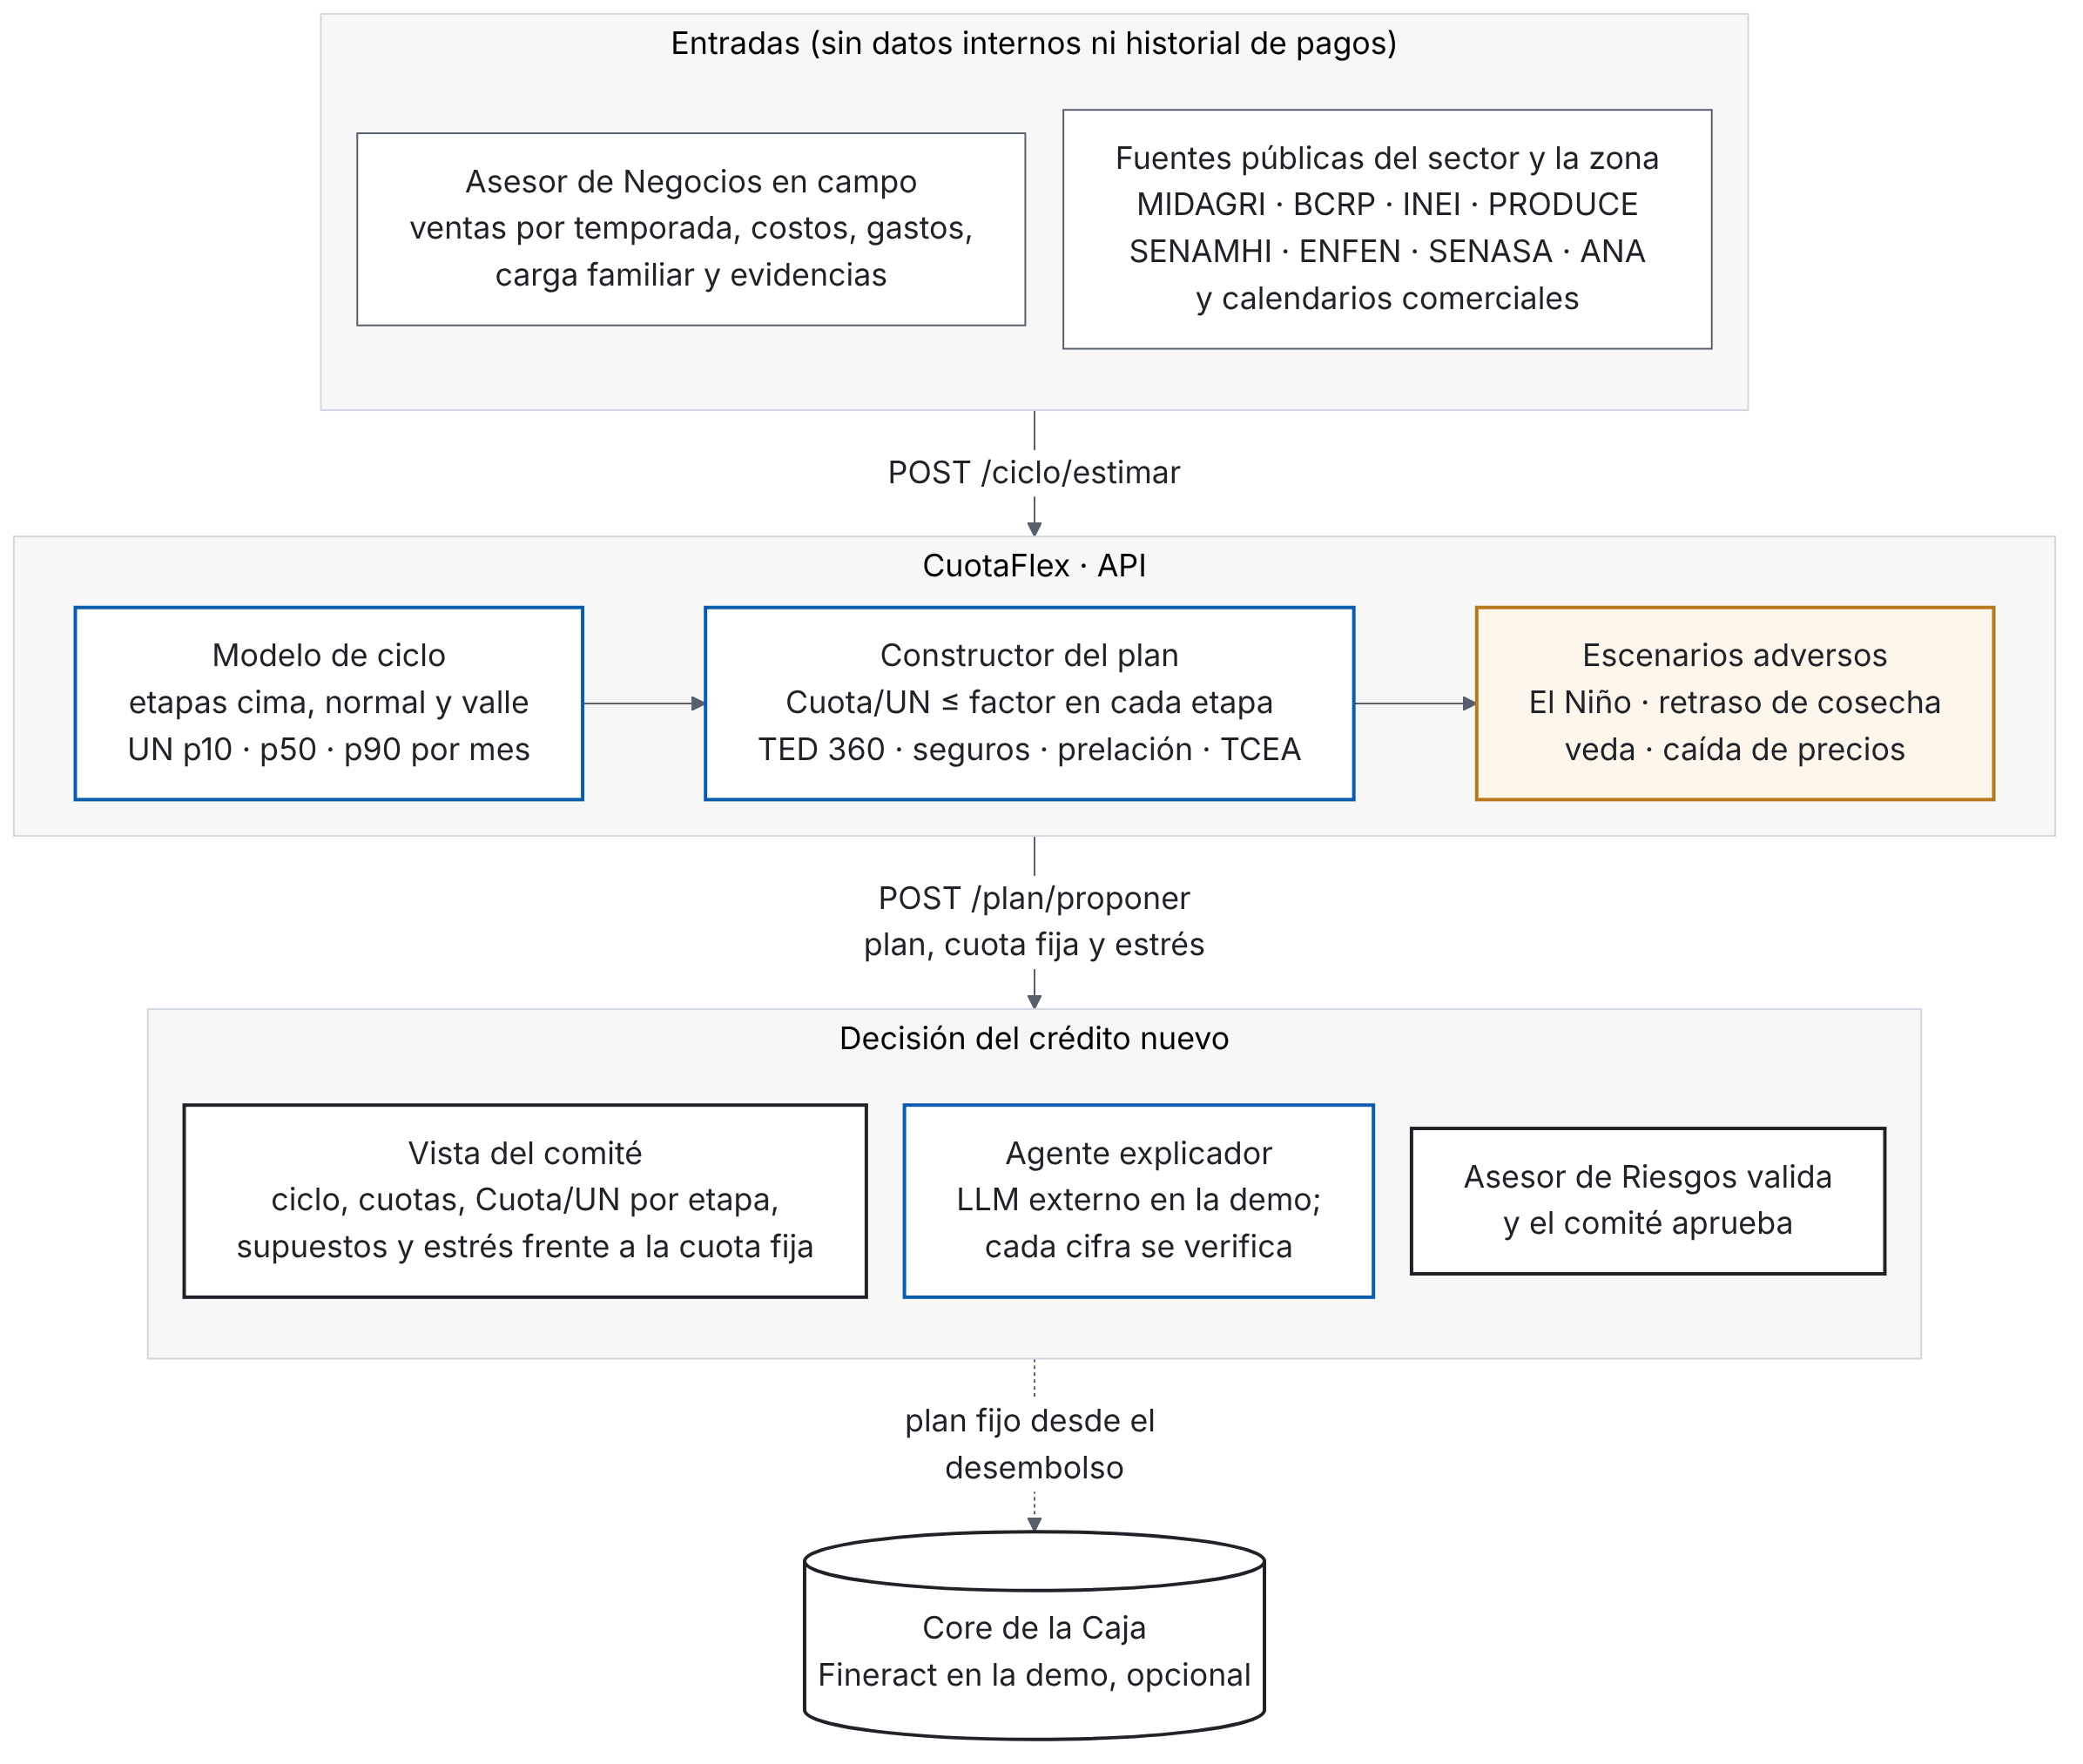 Entradas (sin datos internos ni historial de pagos)
Asesor de Negocios en campo
ventas por temporada, costos, gastos,
carga familiar y evidencias
Fuentes públicas del sector y la zona
MIDAGRI · BCRP · INEI · PRODUCE
SENAMHI · ENFEN · SENASA · ANA
y calendarios comerciales
POST /ciclo/estimar
CuotaFlex · API
Modelo de ciclo
etapas cima, normal y valle
UN p10 · p50 · p90 por mes
Constructor del plan
Cuota/UN ≤ factor en cada etapa
TED 360 · seguros · prelación · TCEA
Escenarios adversos
El Niño · retraso de cosecha
veda · caída de precios
POST /plan/proponer
plan, cuota fija y estrés
Decisión del crédito nuevo
Vista del comité
ciclo, cuotas, Cuota/UN por etapa,
supuestos y estrés frente a la cuota fija
Agente explicador
LLM externo en la demo;
cada cifra se verifica
Asesor de Riesgos valida
y el comité aprueba
plan fijo desde el
desembolso
Core de la Caja
Fineract en la demo, opcional